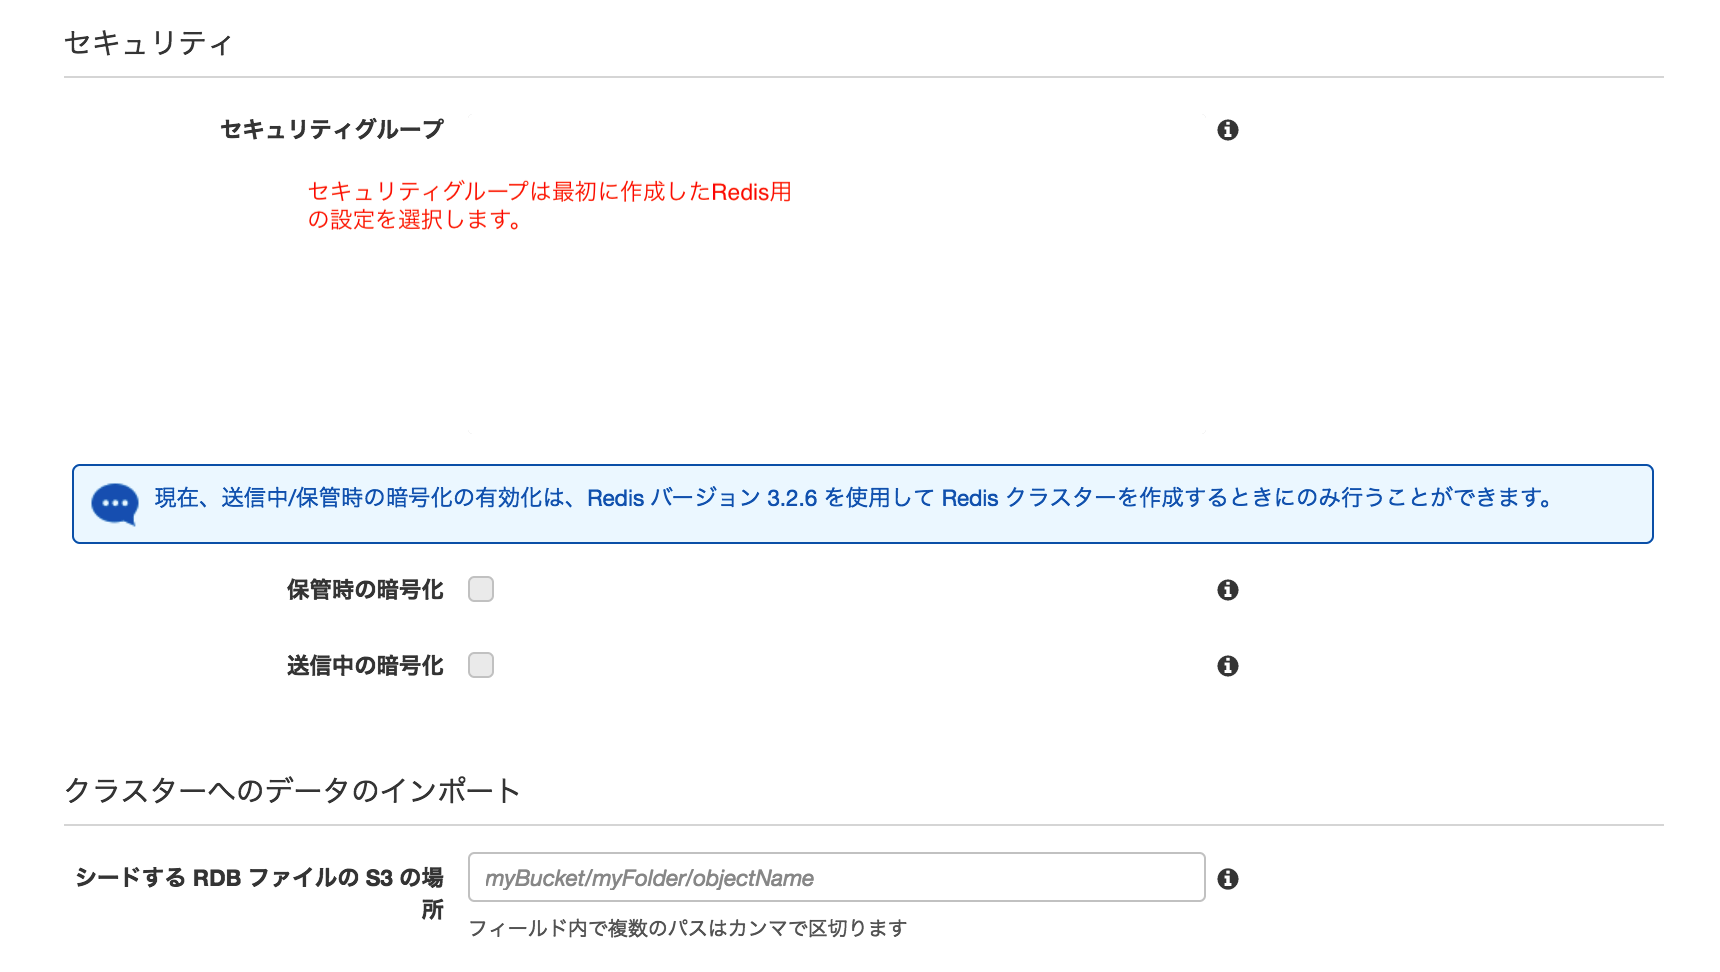 セキュリティ
セキュリティグループ
セキュリティグループは最初に作成したRedis用
の設定を選択します。
現在、送信中/保管時の暗号化の有効化は、Redis バージョン 3.2.6 を使用して Redis クラスターを作成するときにのみ行うことができます。
保管時の暗号化
送信中の暗号化
クラスターへのデータのインポート
シードする RDB ファイルの S3 の場
所
myBucket/myFolder/objectName
フィールド内で複数のパスはカンマで区切ります